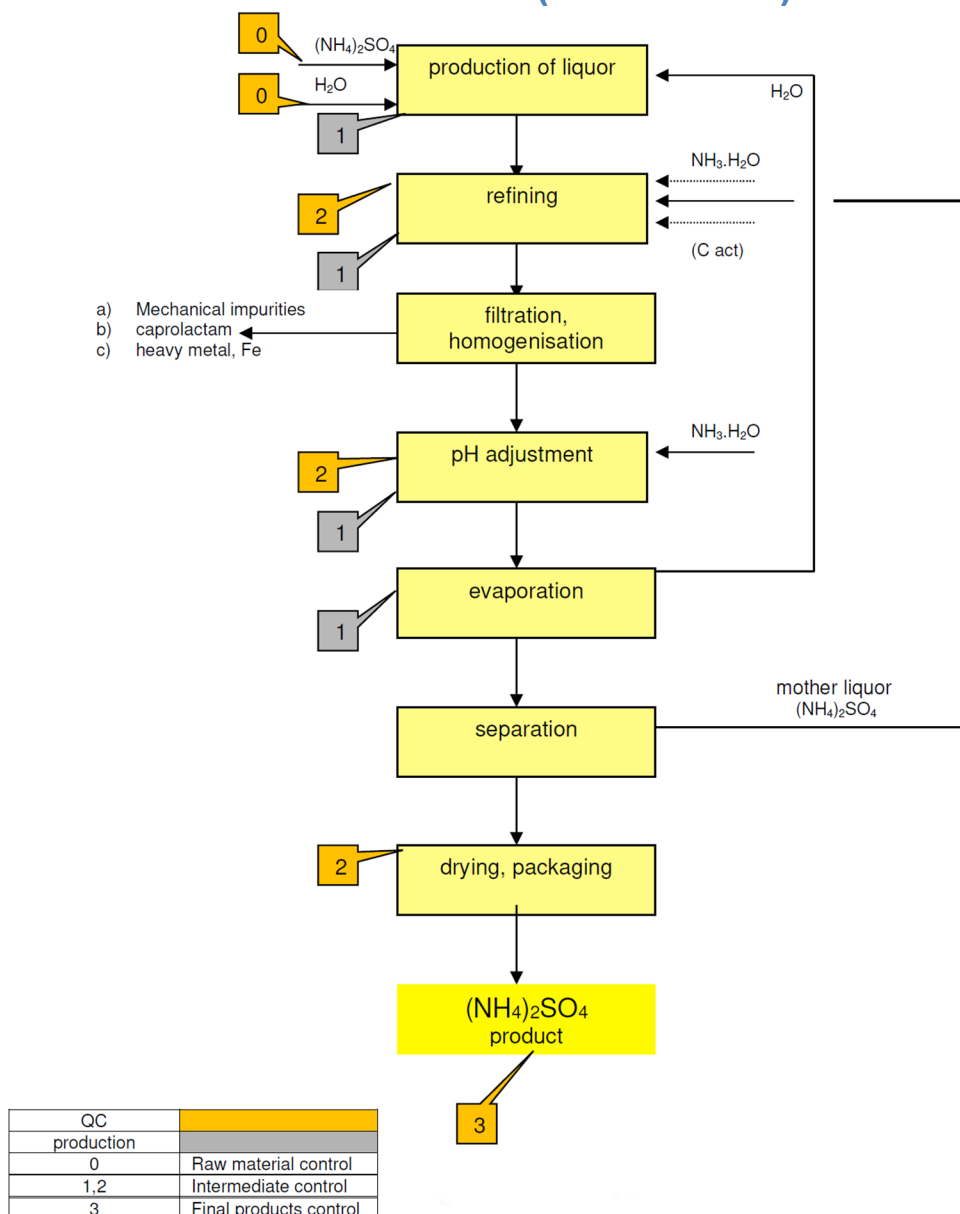 0
(NH₄)₂SO₄
production of liquor
0
H₂O
H₂O
1
NH₃.H₂O
refining
2
(C act)
1
a) Mechanical impurities
b) caprolactam
c) heavy metal, Fe
filtration,
homogenisation
NH₃.H₂O
pH adjustment
2
1
evaporation
1
mother liquor
(NH₄)₂SO₄
separation
2
drying, packaging
(NH₄)₂SO₄
product
3
QC
production
0 Raw material control
1,2 Intermediate control
3 Final products control